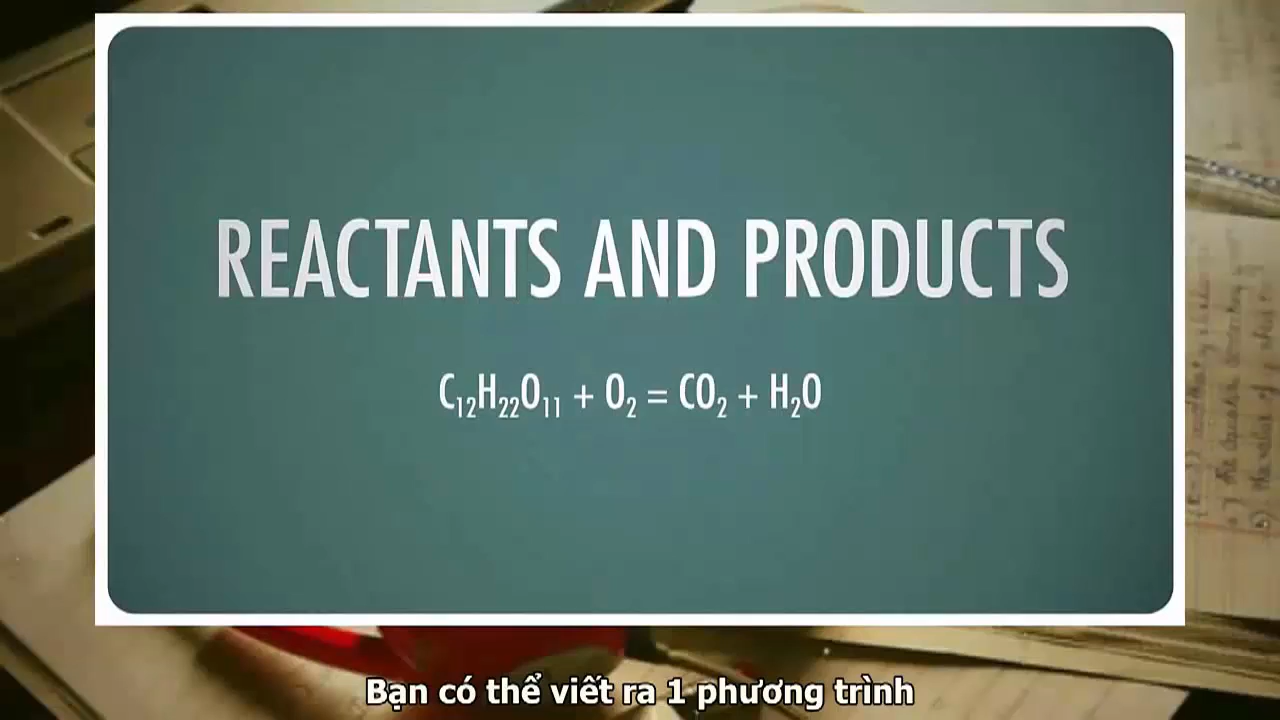 REACTANTS AND PRODUCTS
C₁₂H₂₂O₁₁ + O₂ = CO₂ + H₂O
Bạn có thể viết ra 1 phương trình